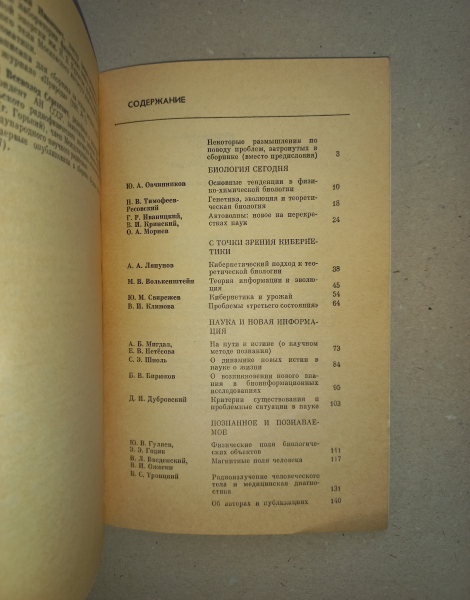 СОДЕРЖАНИЕ
Некоторые размышления по
поводу проблем, затронутых в
сборнике (вместо предисловия) 3
БИОЛОГИЯ СЕГОДНЯ
Ю. А. Овчинников Основные тенденции в физи-
ко-химической биологии 10
Н. В. Тимофеев- Генетика, эволюция и теорети-
Ресовский ческая биология 18
Г. Р. Иваницкий, Автоволны: новое на перекре-
В. И. Кринский, стках наук 24
О. А. Морнев
С ТОЧКИ ЗРЕНИЯ КИБЕРНЕ-
ТИКИ
А. А. Ляпунов Кибернетический подход к тео-
ретической биологии 38
М. В. Волькенштейн Теория информации и эволю-
ция 45
Ю. М. Свирежев Кибернетика и урожай 54
В. И. Климова Проблемы «третьего состояния» 64
НАУКА И НОВАЯ ИНФОРМА-
ЦИЯ
А. Б. Мигдал, На пути к истине (о научном
Е. В. Нетёсова методе познания) 73
С. Э. Шноль О динамике новых истин в
науке о жизни 84
Б. В. Бирюков О возникновении нового зна-
ния в биоинформационных
исследованиях 95
Д. И. Дубровский Критерии существования и
проблемные ситуации в науке 103
ПОЗНАННОЕ И ПОЗНАВАЕ-
МОЕ
Ю. В. Гуляев, Физические поля биологиче-
Э. Э. Годик ских объектов 111
В. Л. Введенский, Магнитные поля человека 117
В. И. Ожогин
В. С. Троицкий Радиоизлучение человеческого
тела и медицинская диагно-
стика 131
Об авторах и публикациях 140